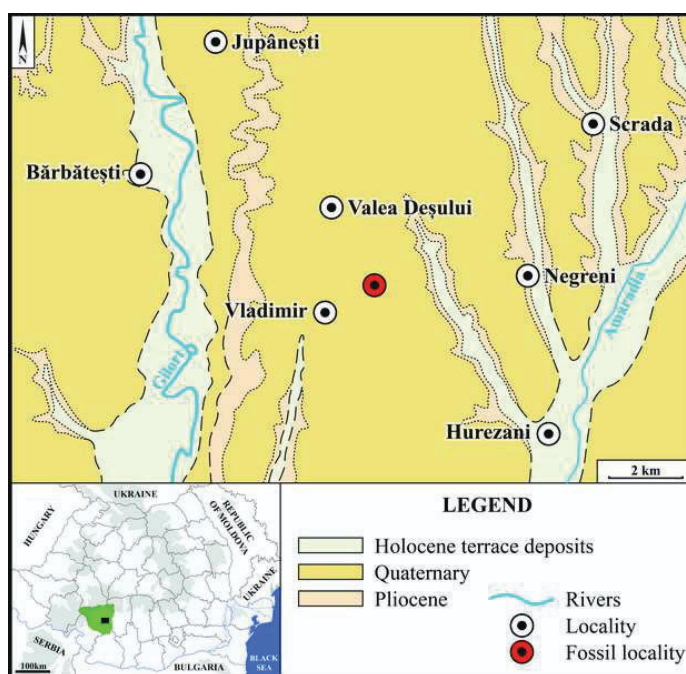 N
Jupânești
Scrada
Bărbătești
Valea Deșului
Negreni
Amaradia
Vladimir
Gilort
Hurezani
2 km
UKRAINE
HUNGARY
REPUBLIC
OF MOLDOVA
UKRAINE
SERBIA
BULGARIA
BLACK
SEA
100km
LEGEND
Holocene terrace deposits
Quaternary
Pliocene
Rivers
Locality
Fossil locality